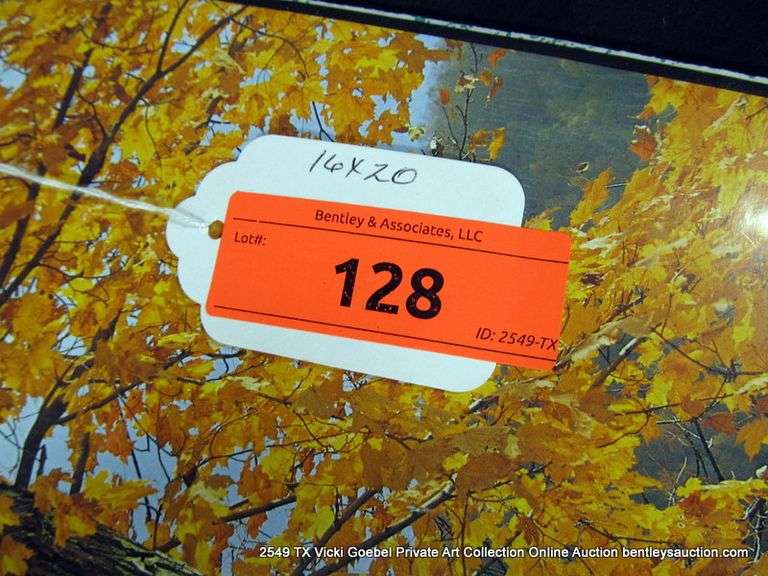 16x20
Bentley & Associates, LLC
Lot#:
128
ID: 2549-TX
2549 TX Vicki Goebel Private Art Collection Online Auction bentleysauction.com